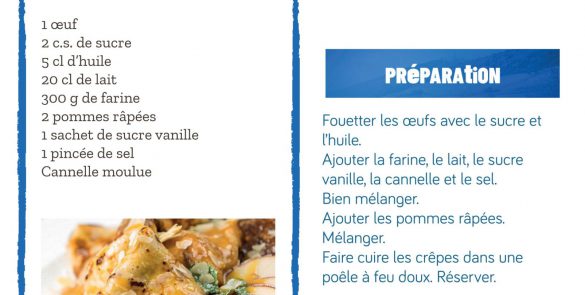 1 œuf
2 c.s. de sucre
5 cl d’huile
20 cl de lait
300 g de farine
2 pommes râpées
1 sachet de sucre vanille
1 pincée de sel
Cannelle moulue
PRéPARAtiON
Fouetter les œufs avec le sucre et
l’huile.
Ajouter la farine, le lait, le sucre
vanille, la cannelle et le sel.
Bien mélanger.
Ajouter les pommes râpées.
Mélanger.
Faire cuire les crêpes dans une
poêle à feu doux. Réserver.